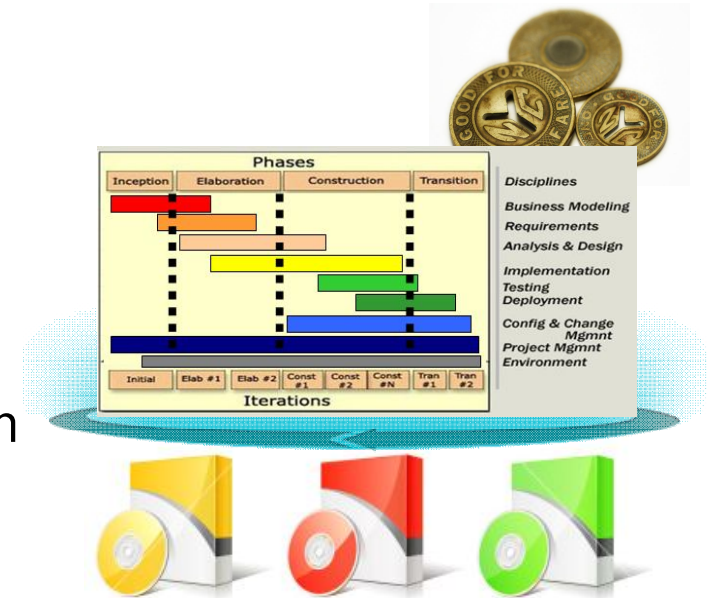 GOOD FOR FARE
Phases
Inception Elaboration Construction Transition Disciplines
Business Modeling
Requirements
Analysis & Design
Implementation
Testing
Deployment
Config & Change
Mgmnt
Project Mgmnt
Environment
Initial Elab #1 Elab #2 Const #1 Const #2 Const #N Tran #1 Tran #2
Iterations
n